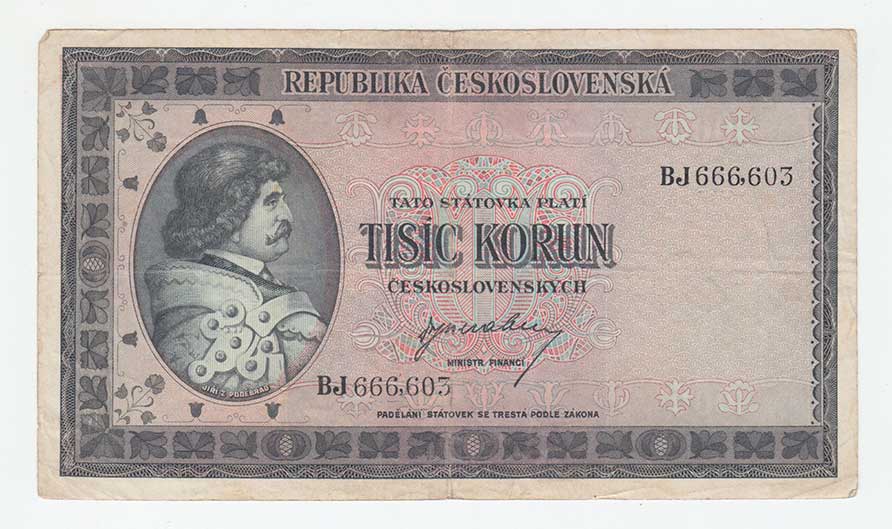 REPUBLIKA ČESKOSLOVENSKÁ
BJ 666,603
TATO STÁTOVKA PLATÍ
TISÍC KORUN
ČESKOSLOVENSKÝCH
MINISTR FINANCÍ
JIŘÍ Z PODĚBRAD
BJ 666,603
PADĚLÁNÍ STÁTOVEK SE TRESTÁ PODLE ZÁKONA